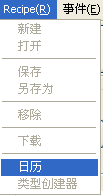 Recipe(R) 事件(E)
新建
打开
保存
另存为
移除
下载
日历
类型创建器